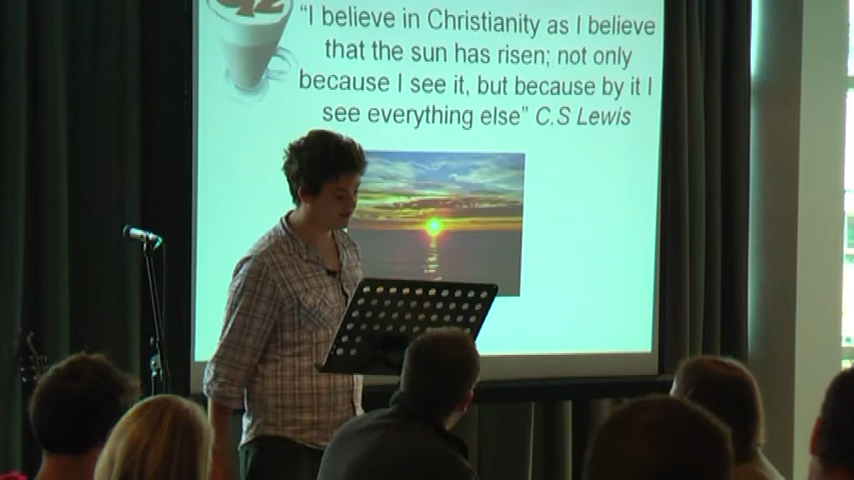 “I believe in Christianity as I believe
that the sun has risen; not only
because I see it, but because by it I
see everything else” C.S Lewis